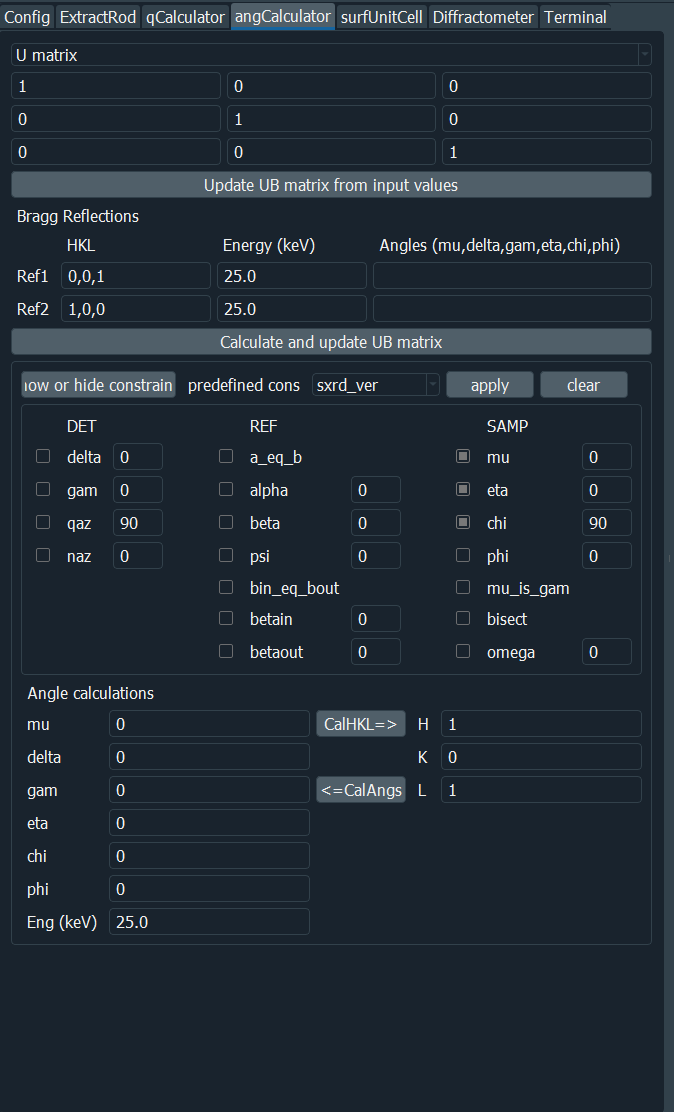 Config ExtractRod qCalculator angCalculator surfUnitCell Diffractometer Terminal
U matrix
1 0 0
0 1 0
0 0 1
Update UB matrix from input values
Bragg Reflections
HKL Energy (keV) Angles (mu,delta,gam,eta,chi,phi)
Ref1 0,0,1 25.0
Ref2 1,0,0 25.0
Calculate and update UB matrix
now or hide constrain predefined cons sxrd_ver apply clear
DET REF SAMP
delta 0 a_eq_b mu 0
gam 0 alpha 0 eta 0
qaz 90 beta 0 chi 90
naz 0 psi 0 phi 0
bin_eq_bout mu_is_gam
betain 0 bisect
betaout 0 omega 0
Angle calculations
mu 0 CalHKL=> H 1
delta 0 K 0
gam 0 <=CalAngs L 1
eta 0
chi 0
phi 0
Eng (keV) 25.0